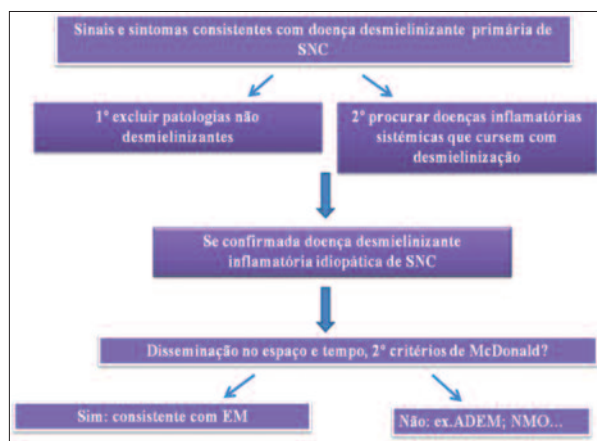 Sinais e sintomas consistentes com doença desmielinizante primária de
SNC
1º excluir patologias não
desmielinizantes
2º procurar doenças inflamatórias
sistémicas que cursem com
desmielinização
Se confirmada doença desmielinizante
inflamatória idiopática de SNC
Disseminação no espaço e tempo, 2º critérios de McDonald?
Sim: consistente com EM
Não: ex.ADEM; NMO...